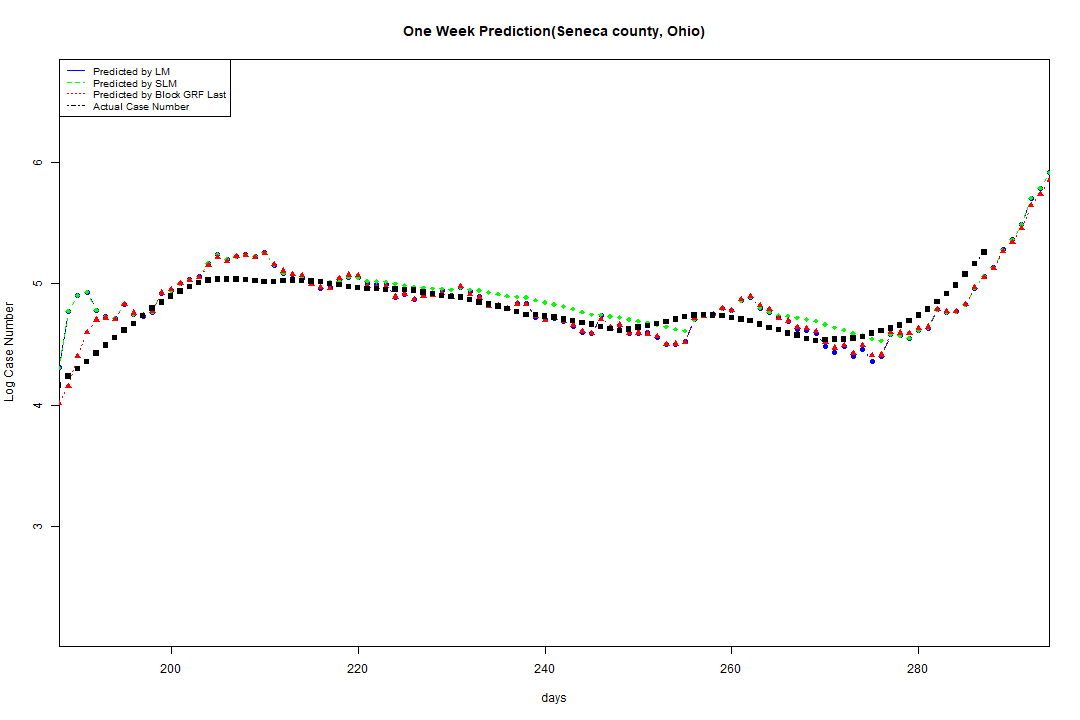 One Week Prediction(Seneca county, Ohio)
Predicted by LM
Predicted by SLM
Predicted by Block GRF Last
Actual Case Number
6
5
4
3
Log Case Number
200 220 240 260 280
days